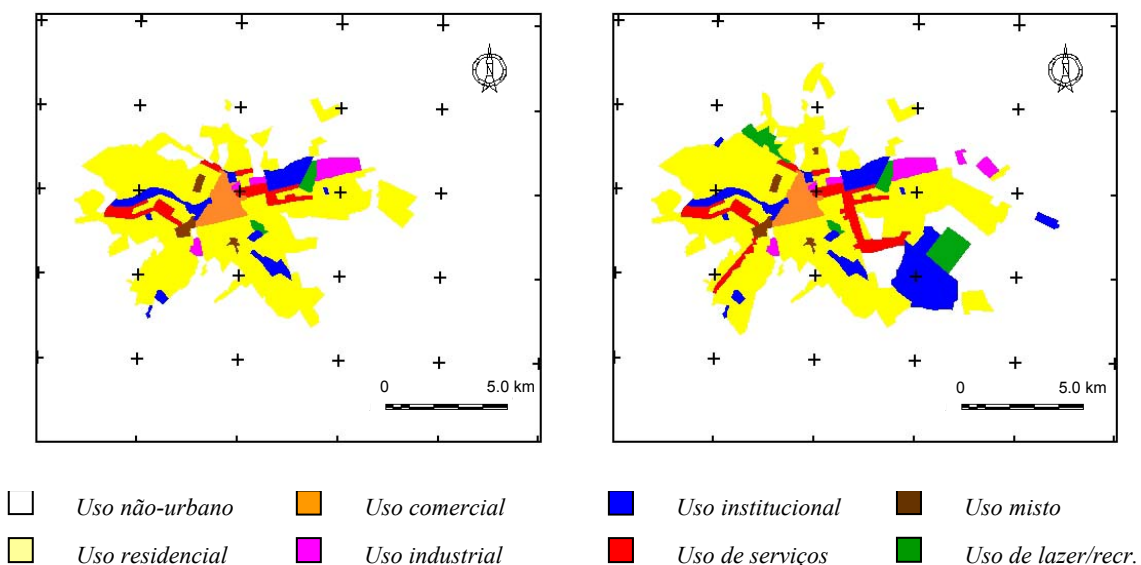 N
N
0 5.0 km
0 5.0 km
Uso não-urbano Uso comercial Uso institucional Uso misto
Uso residencial Uso industrial Uso de serviços Uso de lazer/recr.